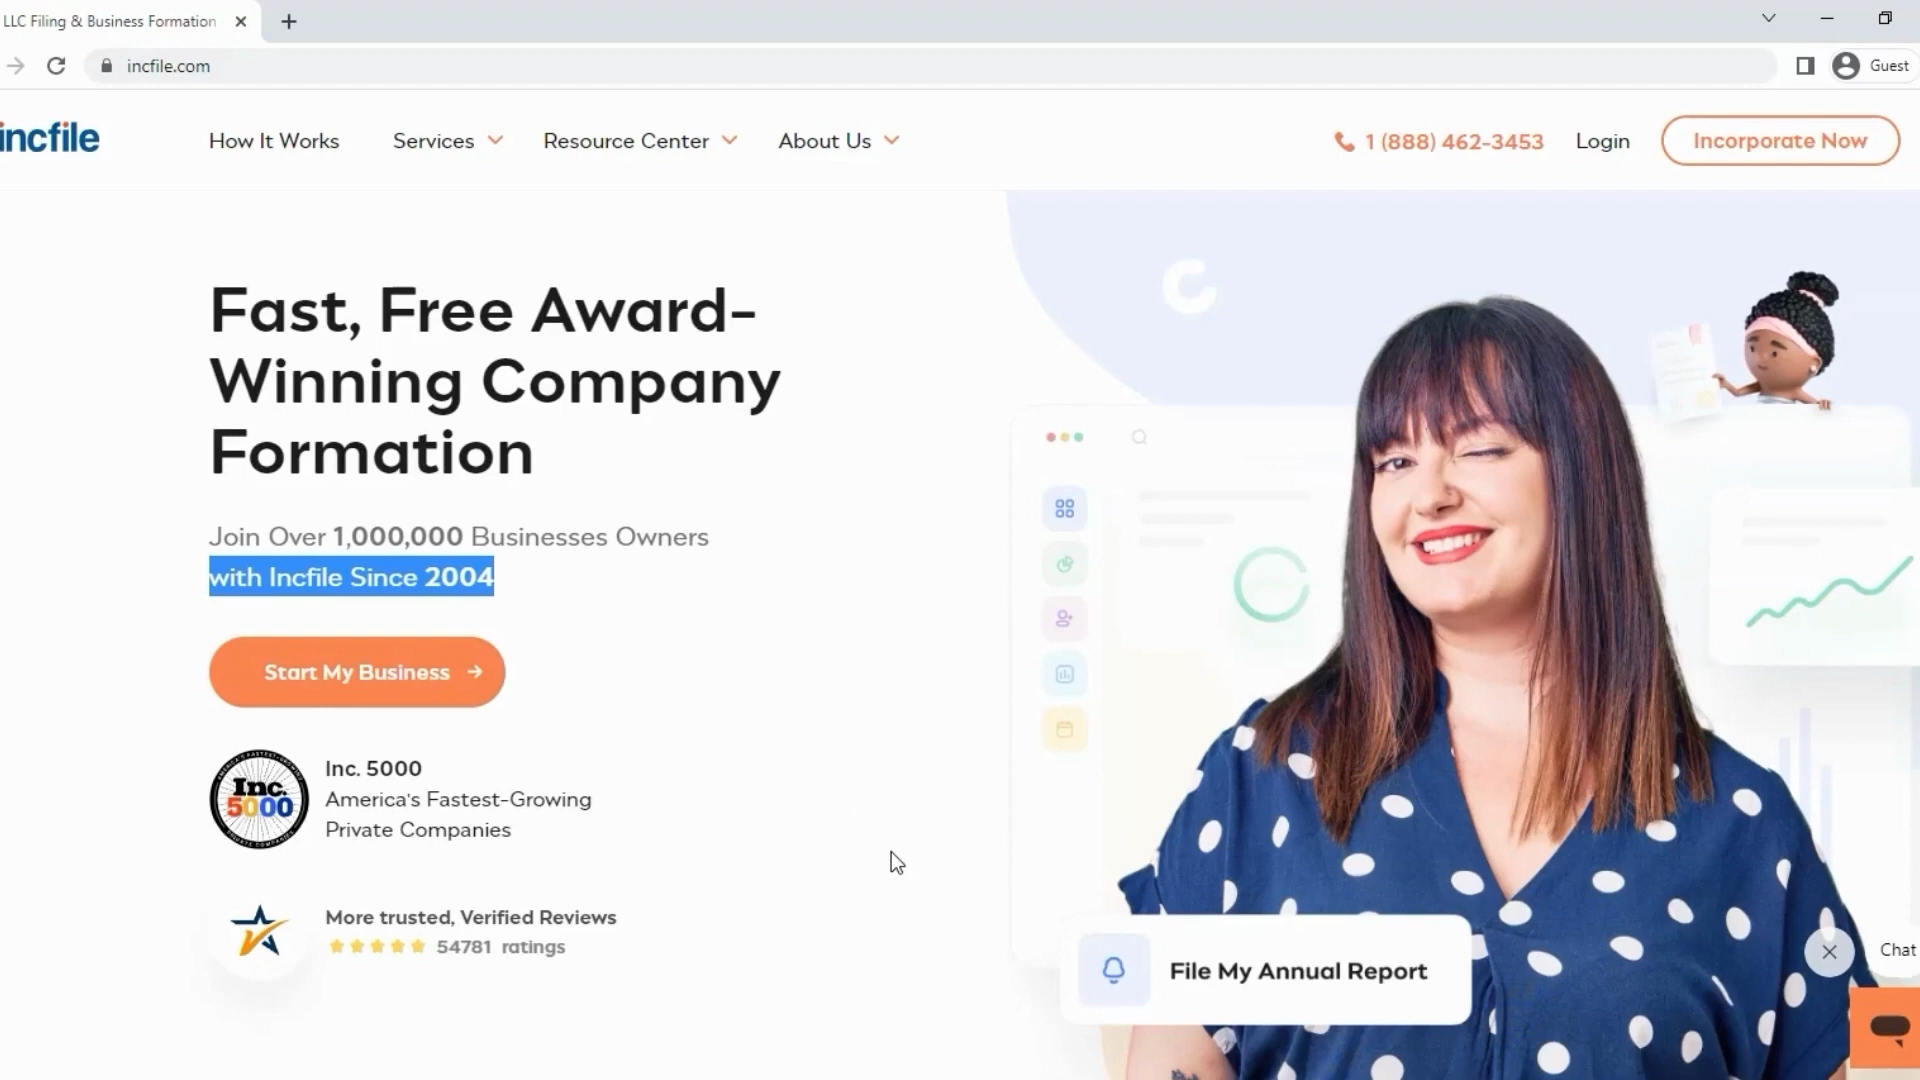 LLC Filing & Business Formation
incfile.com
Guest
incfile
How It Works
Services
Resource Center
About Us
1 (888) 462-3453
Login
Incorporate Now
Fast, Free Award-
Winning Company
Formation
Join Over 1,000,000 Businesses Owners
with Incfile Since 2004
Start My Business
Inc. 5000
Inc. 5000
America's Fastest-Growing
Private Companies
More trusted, Verified Reviews
54781 ratings
File My Annual Report
Chat